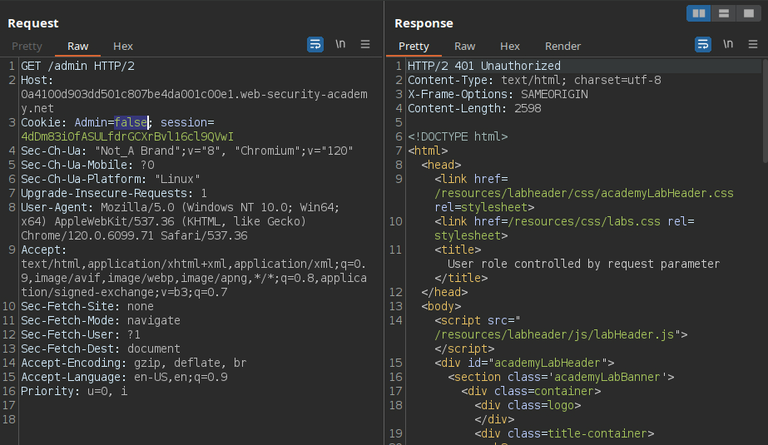 Request
Response
Pretty Raw Hex
\n
Pretty Raw Hex Render
\n
1 GET /admin HTTP/2
2 Host:
0a4100d903dd501c807be4da001c00e1.web-security-academ
y.net
3 Cookie: Admin=false; session=
4dDm83iOfASULfdrGCXrBvl16cl9QVwI
4 Sec-Ch-Ua: "Not_A Brand";v="8", "Chromium";v="120"
5 Sec-Ch-Ua-Mobile: ?0
6 Sec-Ch-Ua-Platform: "Linux"
7 Upgrade-Insecure-Requests: 1
8 User-Agent: Mozilla/5.0 (Windows NT 10.0; Win64;
x64) AppleWebKit/537.36 (KHTML, like Gecko)
Chrome/120.0.6099.71 Safari/537.36
9 Accept:
text/html,application/xhtml+xml,application/xml;q=0.
9,image/avif,image/webp,image/apng,*/*;q=0.8,applica
tion/signed-exchange;v=b3;q=0.7
10 Sec-Fetch-Site: none
11 Sec-Fetch-Mode: navigate
12 Sec-Fetch-User: ?1
13 Sec-Fetch-Dest: document
14 Accept-Encoding: gzip, deflate, br
15 Accept-Language: en-US,en;q=0.9
16 Priority: u=0, i
17
18
1 HTTP/2 401 Unauthorized
2 Content-Type: text/html; charset=utf-8
3 X-Frame-Options: SAMEORIGIN
4 Content-Length: 2598
5
6 <!DOCTYPE html>
7 <html>
8 <head>
9 <link href=
/resources/labheader/css/academyLabHeader.css
rel=stylesheet>
10 <link href=/resources/css/labs.css rel=
stylesheet>
11 <title>
User role controlled by request parameter
</title>
12 </head>
13 <body>
14 <script src="
/resources/labheader/js/labHeader.js">
</script>
15 <div id="academyLabHeader">
16 <section class='academyLabBanner'>
17 <div class=container>
18 <div class=logo>
</div>
19 <div class=title-container>